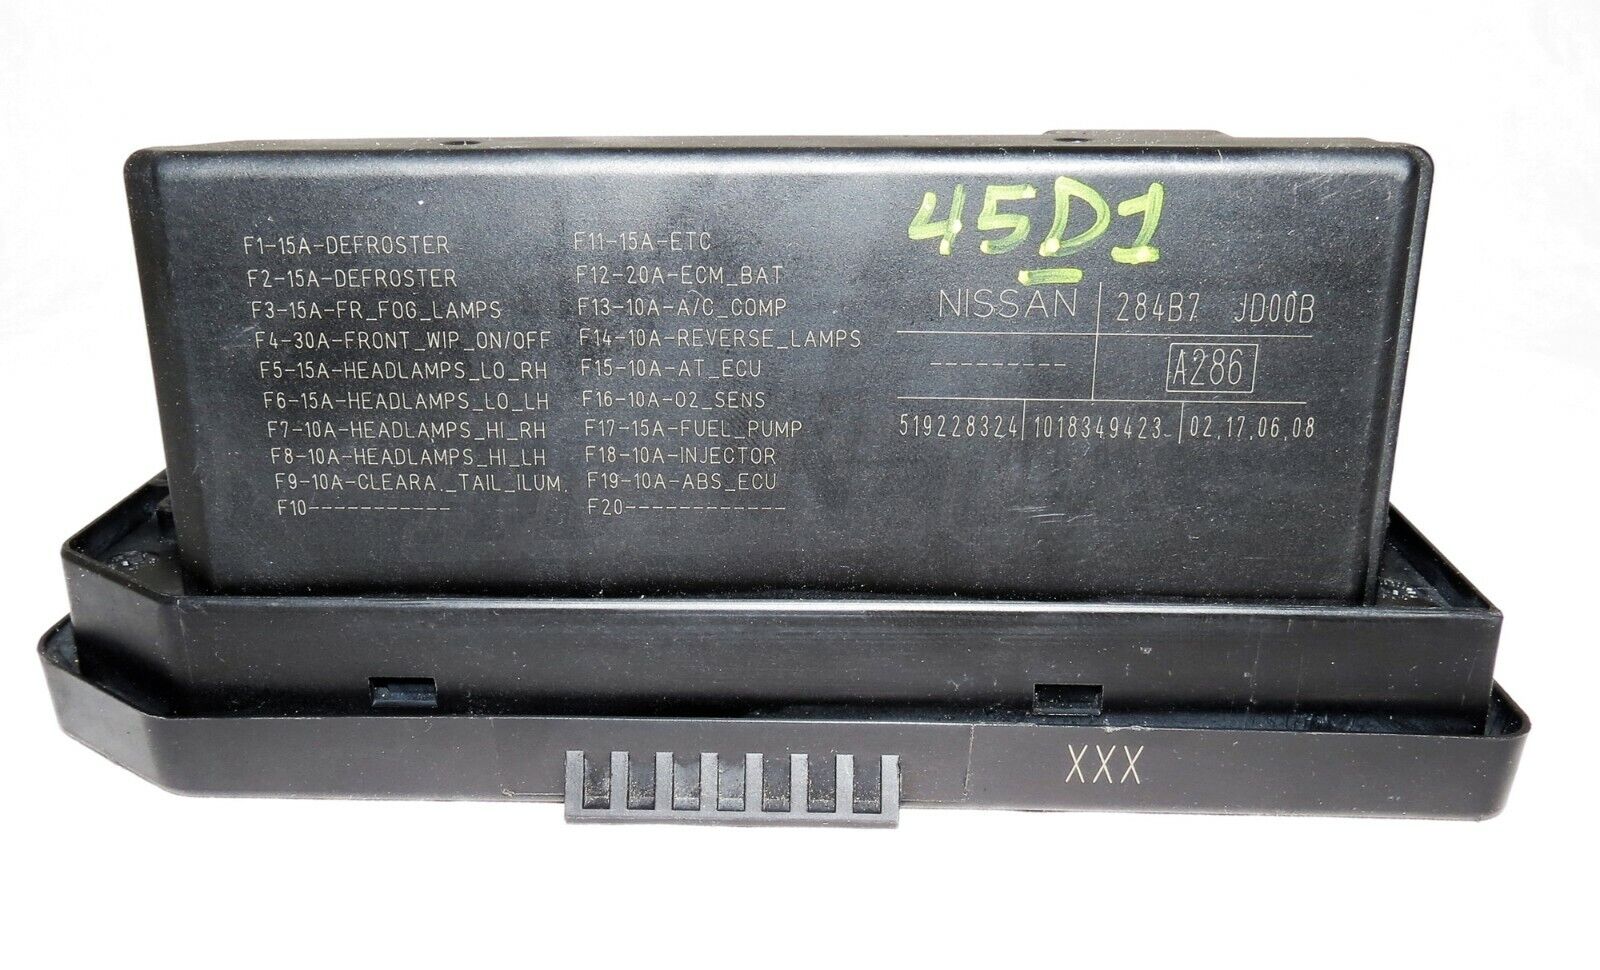 F1-15A-DEFROSTER
F2-15A-DEFROSTER
F3-15A-FR_FOG_LAMPS
F4-30A-FRONT_WIP_ON/OFF
F5-15A-HEADLAMPS_LO_RH
F6-15A-HEADLAMPS_LO_LH
F7-10A-HEADLAMPS_HI_RH
F8-10A-HEADLAMPS_HI_LH
F9-10A-CLEARA._TAIL_ILUM.
F10-----------
F11-15A-ETC
F12-20A-ECM_BAT
F13-10A-A/C_COMP
F14-10A-REVERSE_LAMPS
F15-10A-AT_ECU
F16-10A-O2_SENS
F17-15A-FUEL_PUMP
F18-10A-INJECTOR
F19-10A-ABS_ECU
F20------------
45D1
NISSAN 284B7 JD00B
--------- A286
519228324 1018349423- 02.17.06.08
XXX